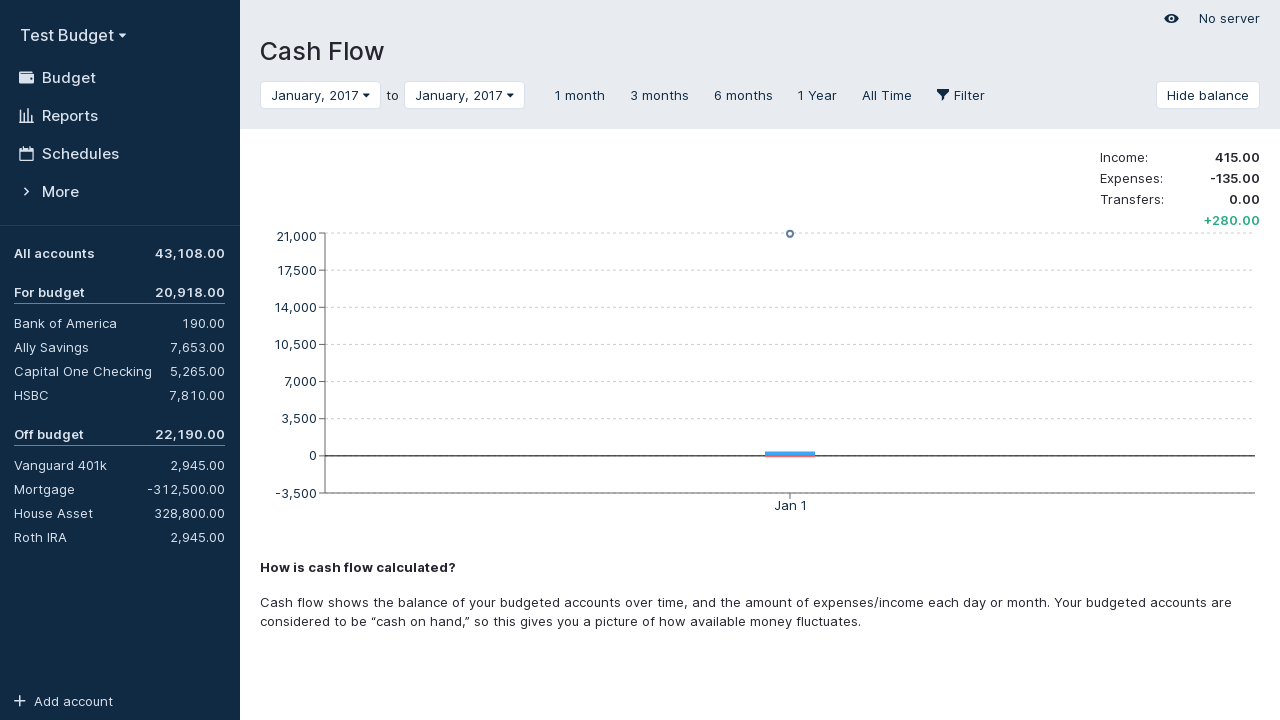 No server
Test Budget
Cash Flow
Budget
January, 2017 to January, 2017 1 month 3 months 6 months 1 Year All Time Filter Hide balance
Reports
Schedules
More
Income: 415.00
Expenses: -135.00
Transfers: 0.00
+280.00
All accounts 43,108.00
For budget 20,918.00
Bank of America 190.00
Ally Savings 7,653.00
Capital One Checking 5,265.00
HSBC 7,810.00
Off budget 22,190.00
Vanguard 401k 2,945.00
Mortgage -312,500.00
House Asset 328,800.00
Roth IRA 2,945.00
Add account
21,000
17,500
14,000
10,500
7,000
3,500
0
-3,500
Jan 1
How is cash flow calculated?
Cash flow shows the balance of your budgeted accounts over time, and the amount of expenses/income each day or month. Your budgeted accounts are
considered to be “cash on hand,” so this gives you a picture of how available money fluctuates.